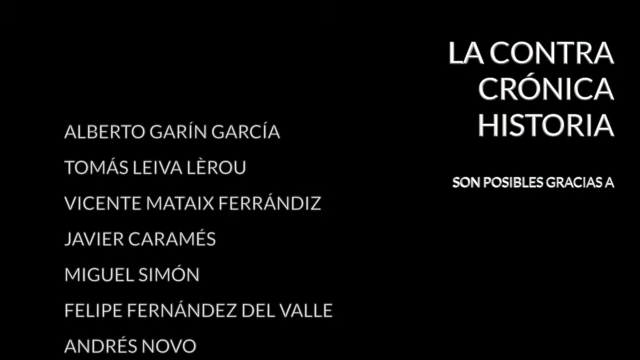 LA CONTRA
CRÓNICA
HISTORIA
SON POSIBLES GRACIAS A
ALBERTO GARÍN GARCÍA
TOMÁS LEIVA LÈROU
VICENTE MATAIX FERRÁNDIZ
JAVIER CARAMÉS
MIGUEL SIMÓN
FELIPE FERNÁNDEZ DEL VALLE
ANDRÉS NOVO